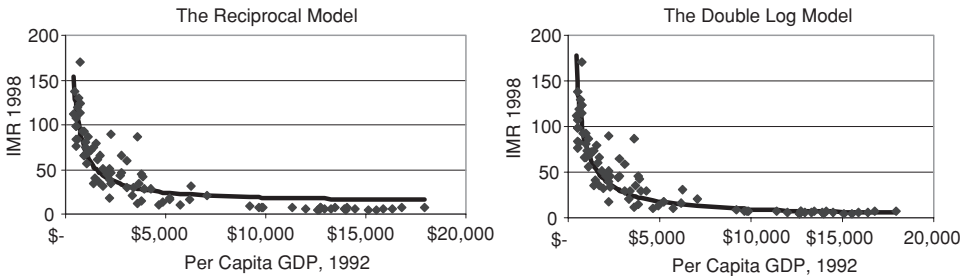 The Reciprocal Model
200
150
100
50
0
IMR 1998
$- $5,000 $10,000 $15,000 20,000
Per Capita GDP, 1992
The Double Log Model
200
150
100
50
0
IMR 1998
$- $5,000 $10,000 $15,000 20,000
Per Capita GDP, 1992